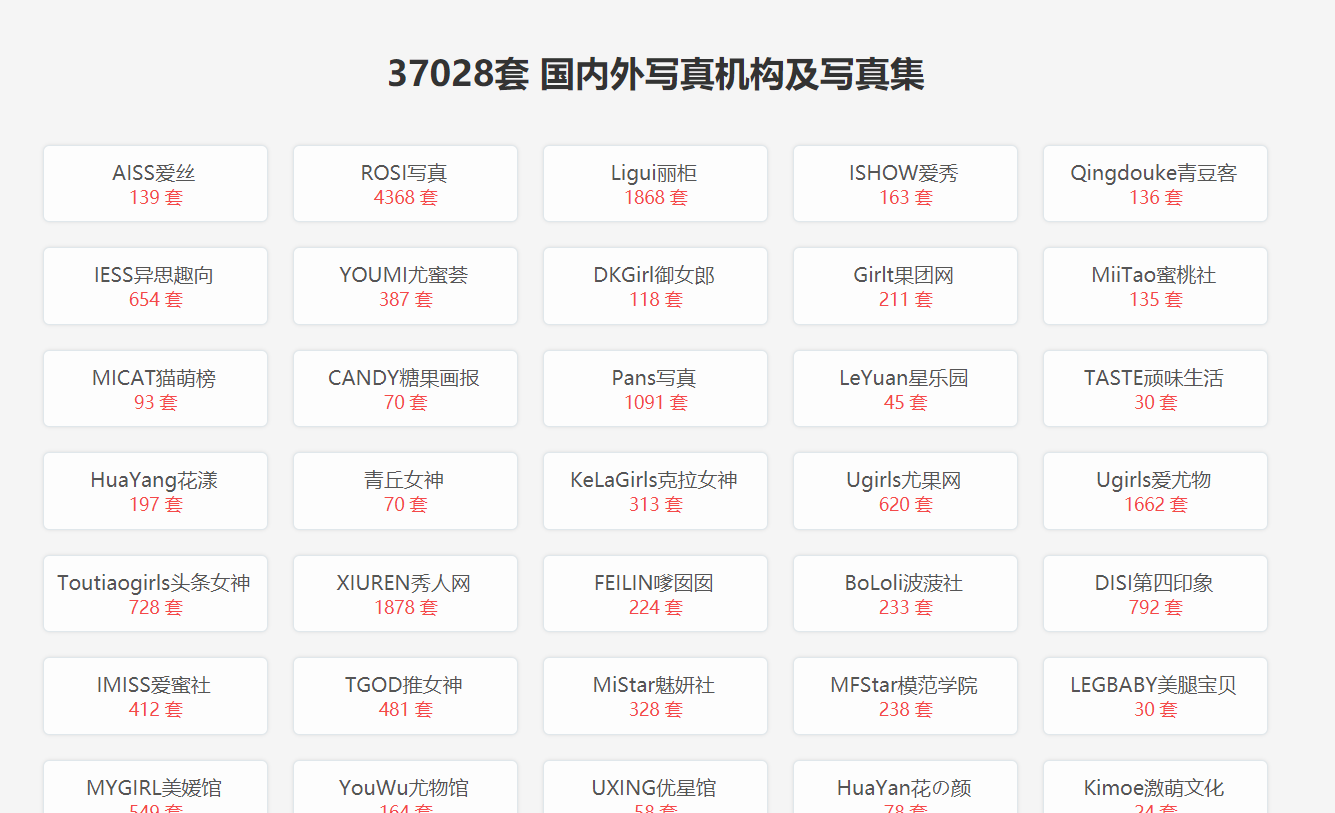 37028套 国内外写真机构及写真集
AISS爱丝
139 套
ROSI写真
4368 套
Ligui丽柜
1868 套
ISHOW爱秀
163 套
Qingdouke青豆客
136 套
IESS异思趣向
654 套
YOUMI尤蜜荟
387 套
DKGirl御女郎
118 套
Girlt果团网
211 套
MiiTao蜜桃社
135 套
MICAT猫萌榜
93 套
CANDY糖果画报
70 套
Pans写真
1091 套
LeYuan星乐园
45 套
TASTE顽味生活
30 套
HuaYang花漾
197 套
青丘女神
70 套
KeLaGirls克拉女神
313 套
Ugirls尤果网
620 套
Ugirls爱尤物
1662 套
Toutiaogirls头条女神
728 套
XIUREN秀人网
1878 套
FEILIN嗲囡囡
224 套
BoLoli波菠社
233 套
DISI第四印象
792 套
IMISS爱蜜社
412 套
TGOD推女神
481 套
MiStar魅妍社
328 套
MFStar模范学院
238 套
LEGBABY美腿宝贝
30 套
MYGIRL美媛馆
549 套
YouWu尤物馆
164 套
UXING优星馆
58 套
HuaYan花の颜
78 套
Kimoe激萌文化
24 套